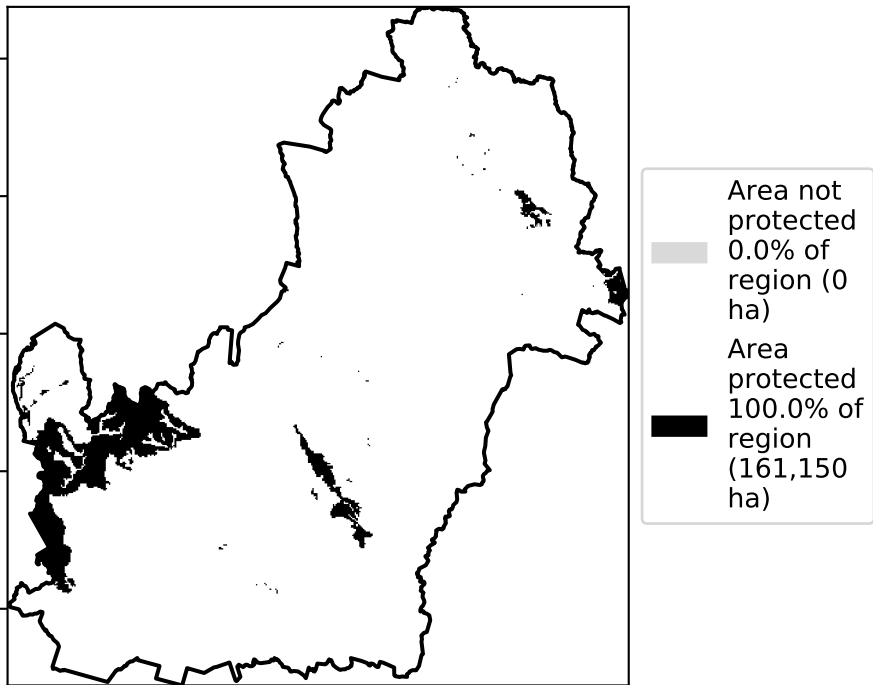 Area not
protected
0.0% of
region (0
ha)
Area
protected
100.0% of
region
(161,150
ha)